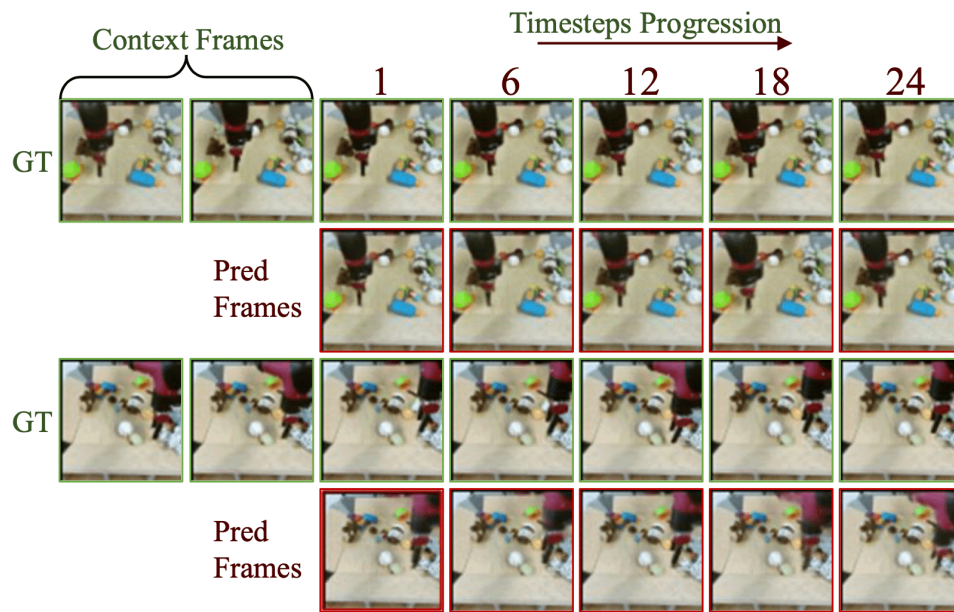 Context Frames
Timesteps Progression
1 6 12 18 24
GT
Pred
Frames
GT
Pred
Frames